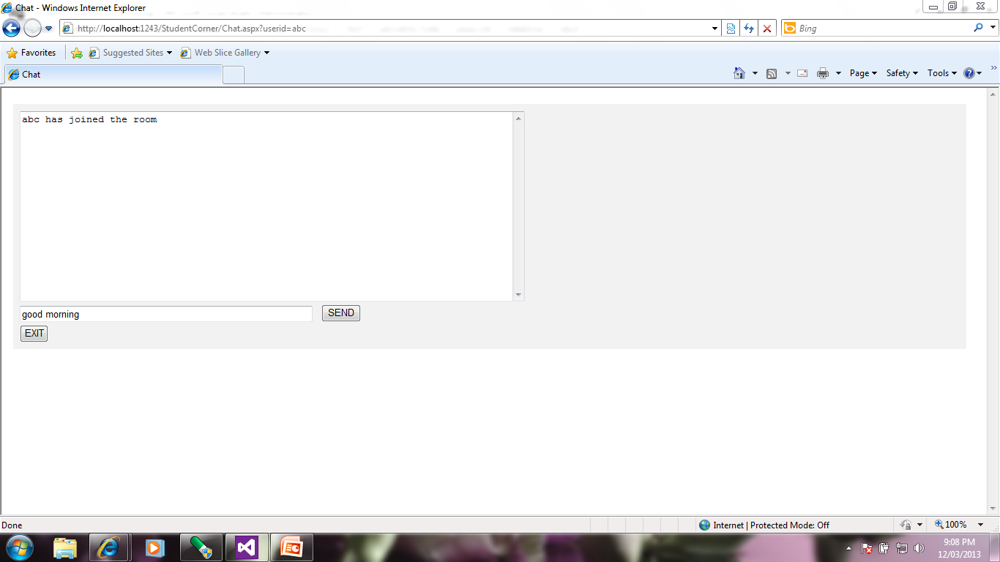 Chat - Windows Internet Explorer
http://localhost:1243/StudentCorner/Chat.aspx?userid=abc
Bing
Favorites
Suggested Sites
Web Slice Gallery
Chat
Page
Safety
Tools
abc has joined the room
good morning
SEND
EXIT
Done
Internet | Protected Mode: Off
100%
9:08 PM
12/03/2013